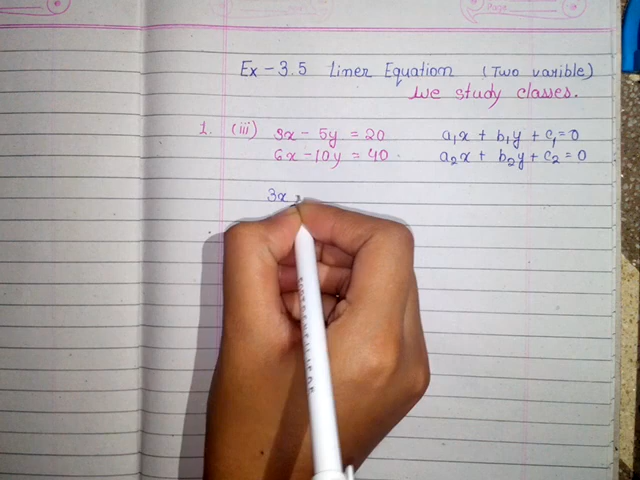 Ex - 3.5 Liner Equation (Two varible)
We study classes.
1. (iii) 3x - 5y = 20 a₁x + b₁y + c₁ = 0
6x - 10y = 40 a₂x + b₂y + c₂ = 0
3x